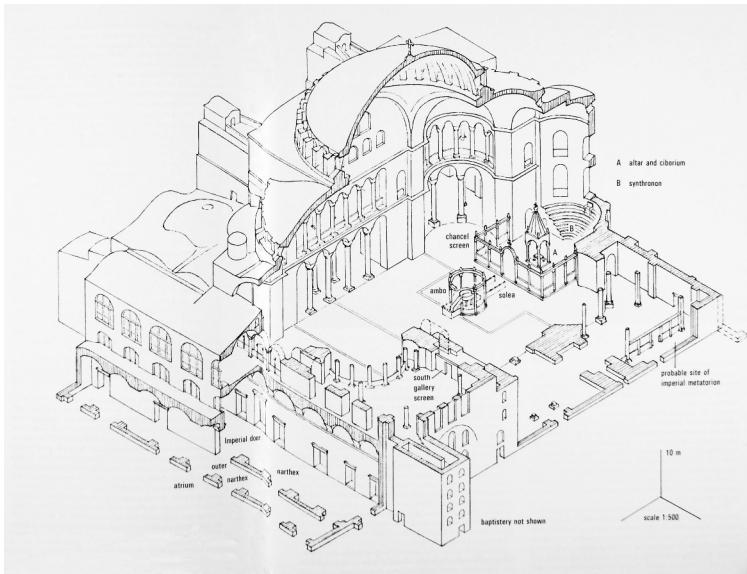 A altar and ciborium
B synthronon
chancel
screen
B
A
ambo
solea
south
gallery
screen
probable site of
imperial metatorion
Imperial door
outer
narthex
narthex
atrium
baptistery not shown
10 m
scale 1:500